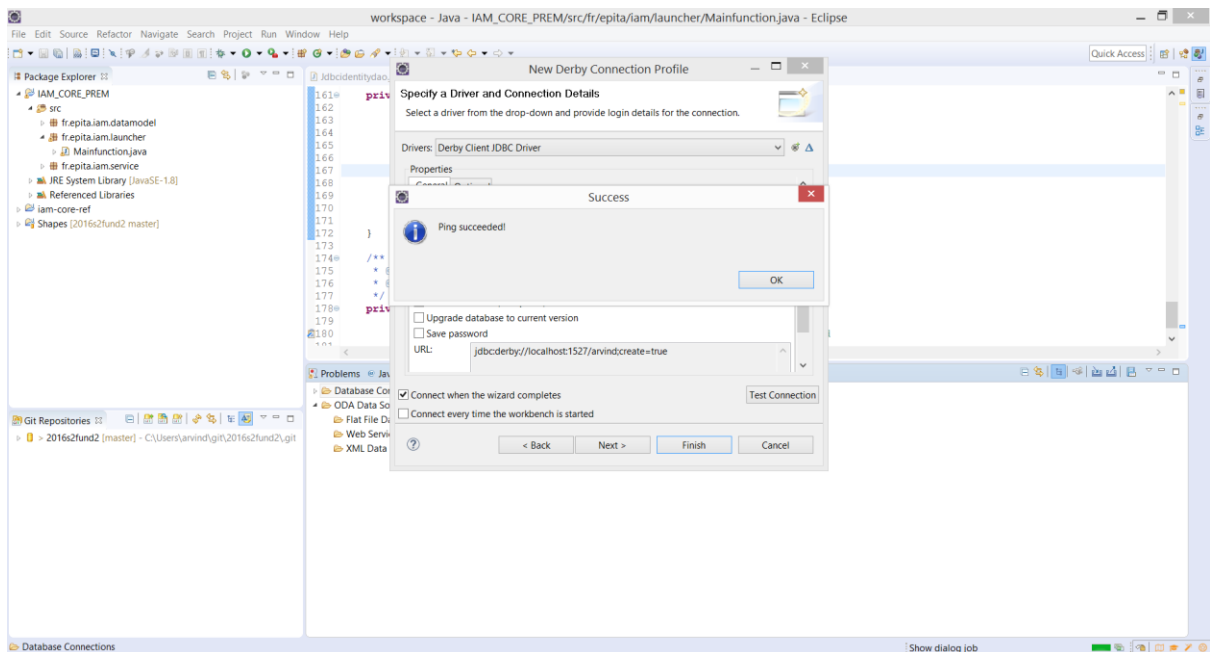 workspace - Java - IAM_CORE_PREM/src/fr/epita/iam/launcher/Mainfunction.java - Eclipse
File Edit Source Refactor Navigate Search Project Run Window Help
Quick Access
Package Explorer
IAM_CORE_PREM
src
fr.epita.iam.datamodel
fr.epita.iam.launcher
Mainfunction.java
fr.epita.iam.service
JRE System Library [JavaSE-1.8]
Referenced Libraries
iam-core-ref
Shapes [2016s2fund2 master]
Git Repositories
> 2016s2fund2 [master] - C:\Users\arvind\git\2016s2fund2\.git
Jdbcidentitydao.
161 priv
162
163
164
165
166
167
168
169
170
171
172 }
173
174 /**
175 *
176 *
177 */
178 priv
179
180
New Derby Connection Profile
Specify a Driver and Connection Details
Select a driver from the drop-down and provide login details for the connection.
Drivers: Derby Client JDBC Driver
Properties
General
Success
Ping succeeded!
OK
Upgrade database to current version
Save password
URL: jdbc:derby://localhost:1527/arvind;create=true
Connect when the wizard completes
Test Connection
Connect every time the workbench is started
< Back Next > Finish Cancel
Problems @ Jav
Database Con
ODA Data So
Flat File Da
Web Servi
XML Data
Database Connections
Show dialog job